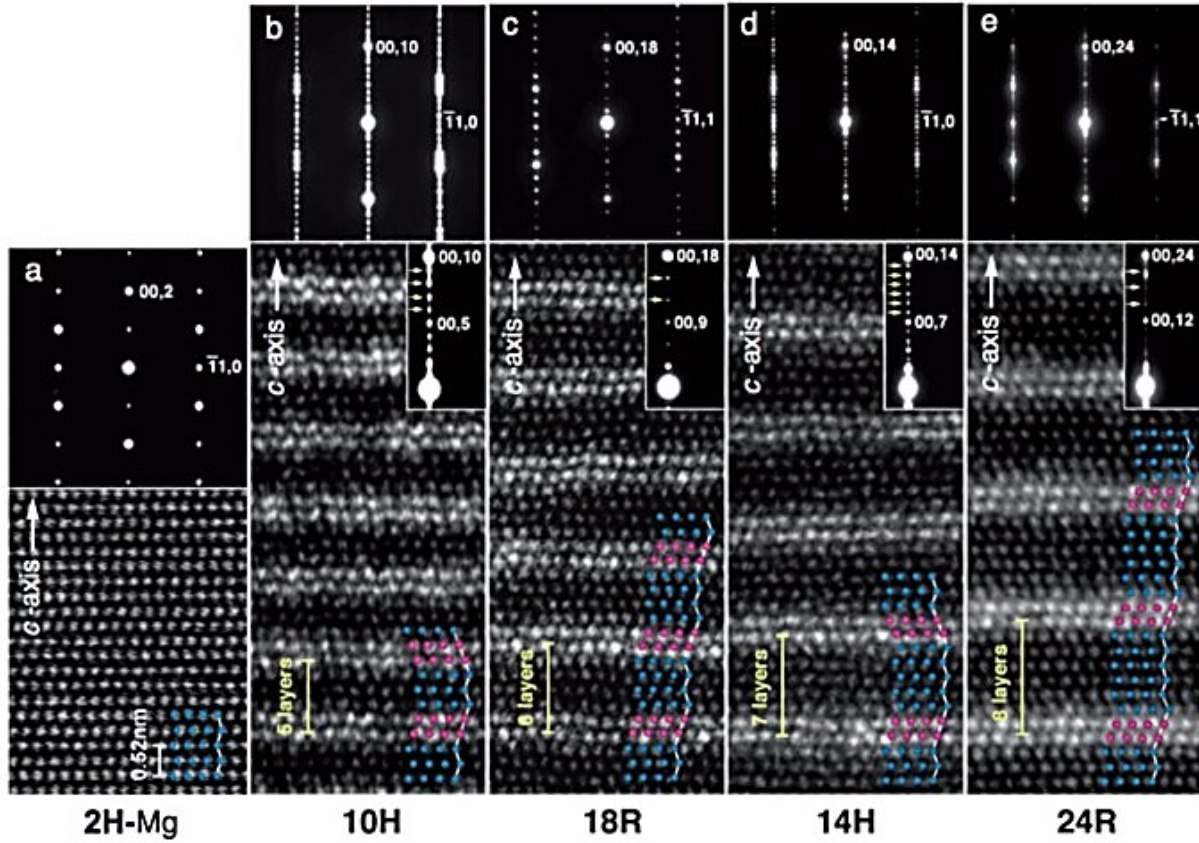 a
00,2
1̄1,0
c-axis
0.52nm
2H-Mg
b
00,10
1̄1,0
c-axis
00,10
00,5
5 layers
10H
c
00,18
1̄1,1
c-axis
00,18
00,9
6 layers
18R
d
00,14
1̄1,0
c-axis
00,14
00,7
7 layers
14H
e
00,24
1̄1,1
c-axis
00,24
00,12
8 layers
24R